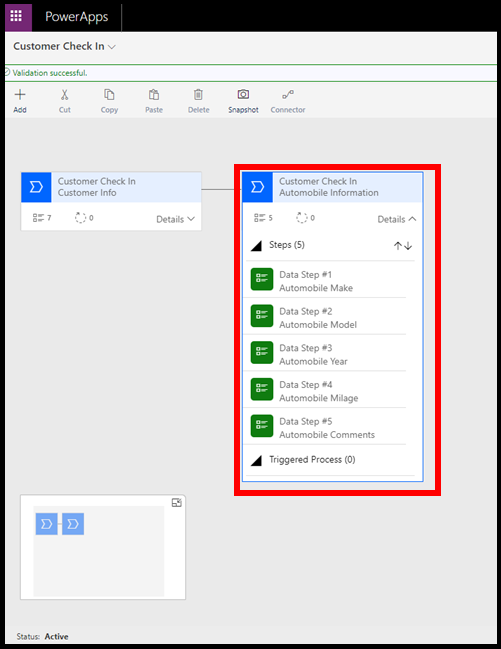 PowerApps
Customer Check In
Validation successful.
Add
Cut
Copy
Paste
Delete
Snapshot
Connector
Customer Check In
Customer Info
7
0
Details
Customer Check In
Automobile Information
5
0
Details
Steps (5)
Data Step #1
Automobile Make
Data Step #2
Automobile Model
Data Step #3
Automobile Year
Data Step #4
Automobile Milage
Data Step #5
Automobile Comments
Triggered Process (0)
Status: Active